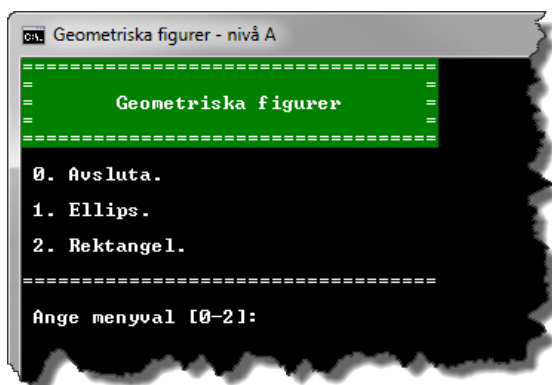 Geometriska figurer - nivå A
===================================
= =
= Geometriska figurer =
= =
===================================
0. Avsluta.
1. Ellips.
2. Rektangel.
===================================
Ange menyval [0-2]: